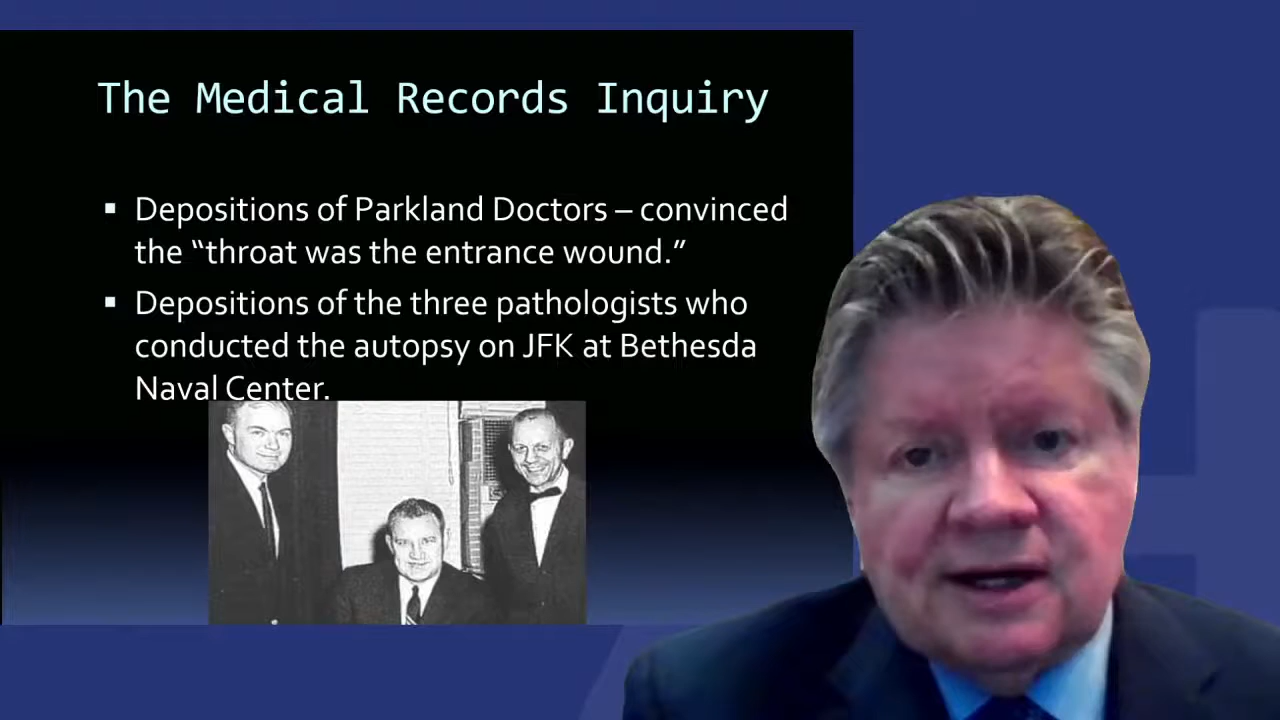 The Medical Records Inquiry
▪ Depositions of Parkland Doctors – convinced
the “throat was the entrance wound.”
▪ Depositions of the three pathologists who
conducted the autopsy on JFK at Bethesda
Naval Center.